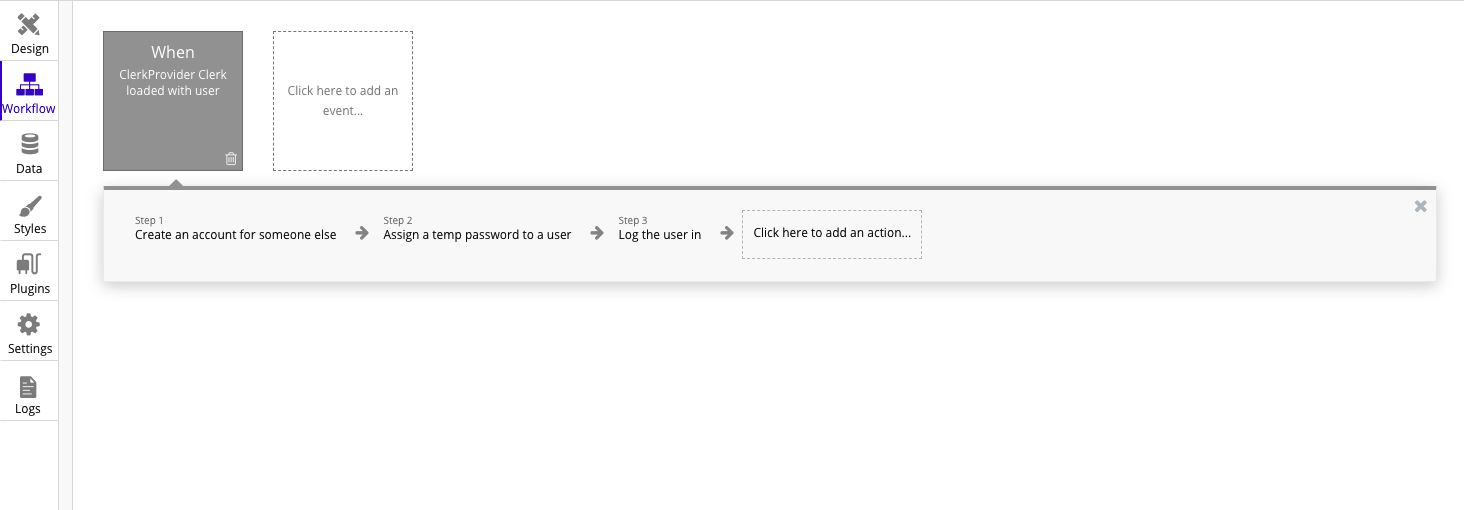 Design
Workflow
Data
Styles
Plugins
Settings
Logs
When
ClerkProvider Clerk
loaded with user
Click here to add an
event...
Step 1
Create an account for someone else
Step 2
Assign a temp password to a user
Step 3
Log the user in
Click here to add an action...